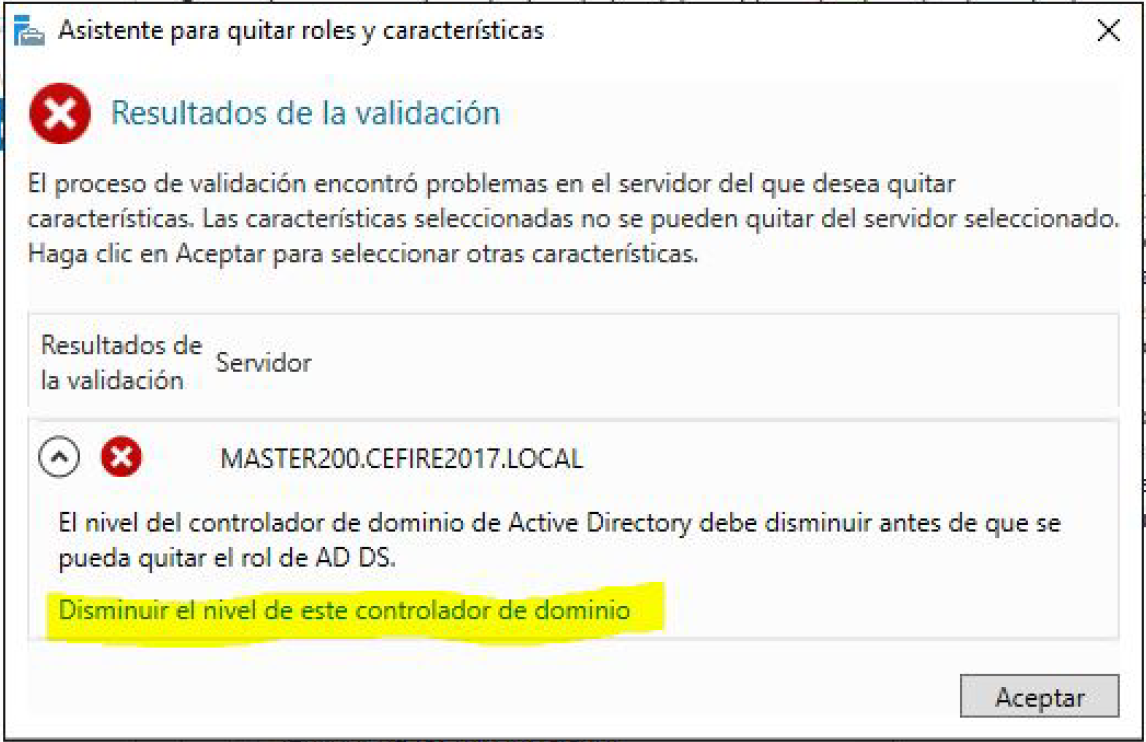 Asistente para quitar roles y características
Resultados de la validación
El proceso de validación encontró problemas en el servidor del que desea quitar
características. Las características seleccionadas no se pueden quitar del servidor seleccionado.
Haga clic en Aceptar para seleccionar otras características.
Resultados de
la validación
Servidor
MASTER200.CEFIRE2017.LOCAL
El nivel del controlador de dominio de Active Directory debe disminuir antes de que se
pueda quitar el rol de AD DS.
Disminuir el nivel de este controlador de dominio
Aceptar